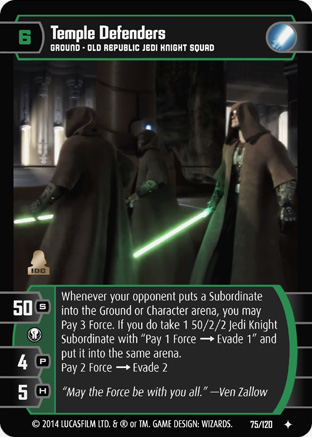 6
Temple Defenders
GROUND - OLD REPUBLIC JEDI KNIGHT SQUAD
IDC
50 S
Whenever your opponent puts a Subordinate
into the Ground or Character arena, you may
Pay 3 Force. If you do take 1 50/2/2 Jedi Knight
Subordinate with "Pay 1 Force → Evade 1" and
put it into the same arena.
Pay 2 Force → Evade 2
4 P
5 H
"May the Force be with you all." —Ven Zallow
© 2014 LUCASFILM LTD. & ® or TM. GAME DESIGN: WIZARDS. 75/120